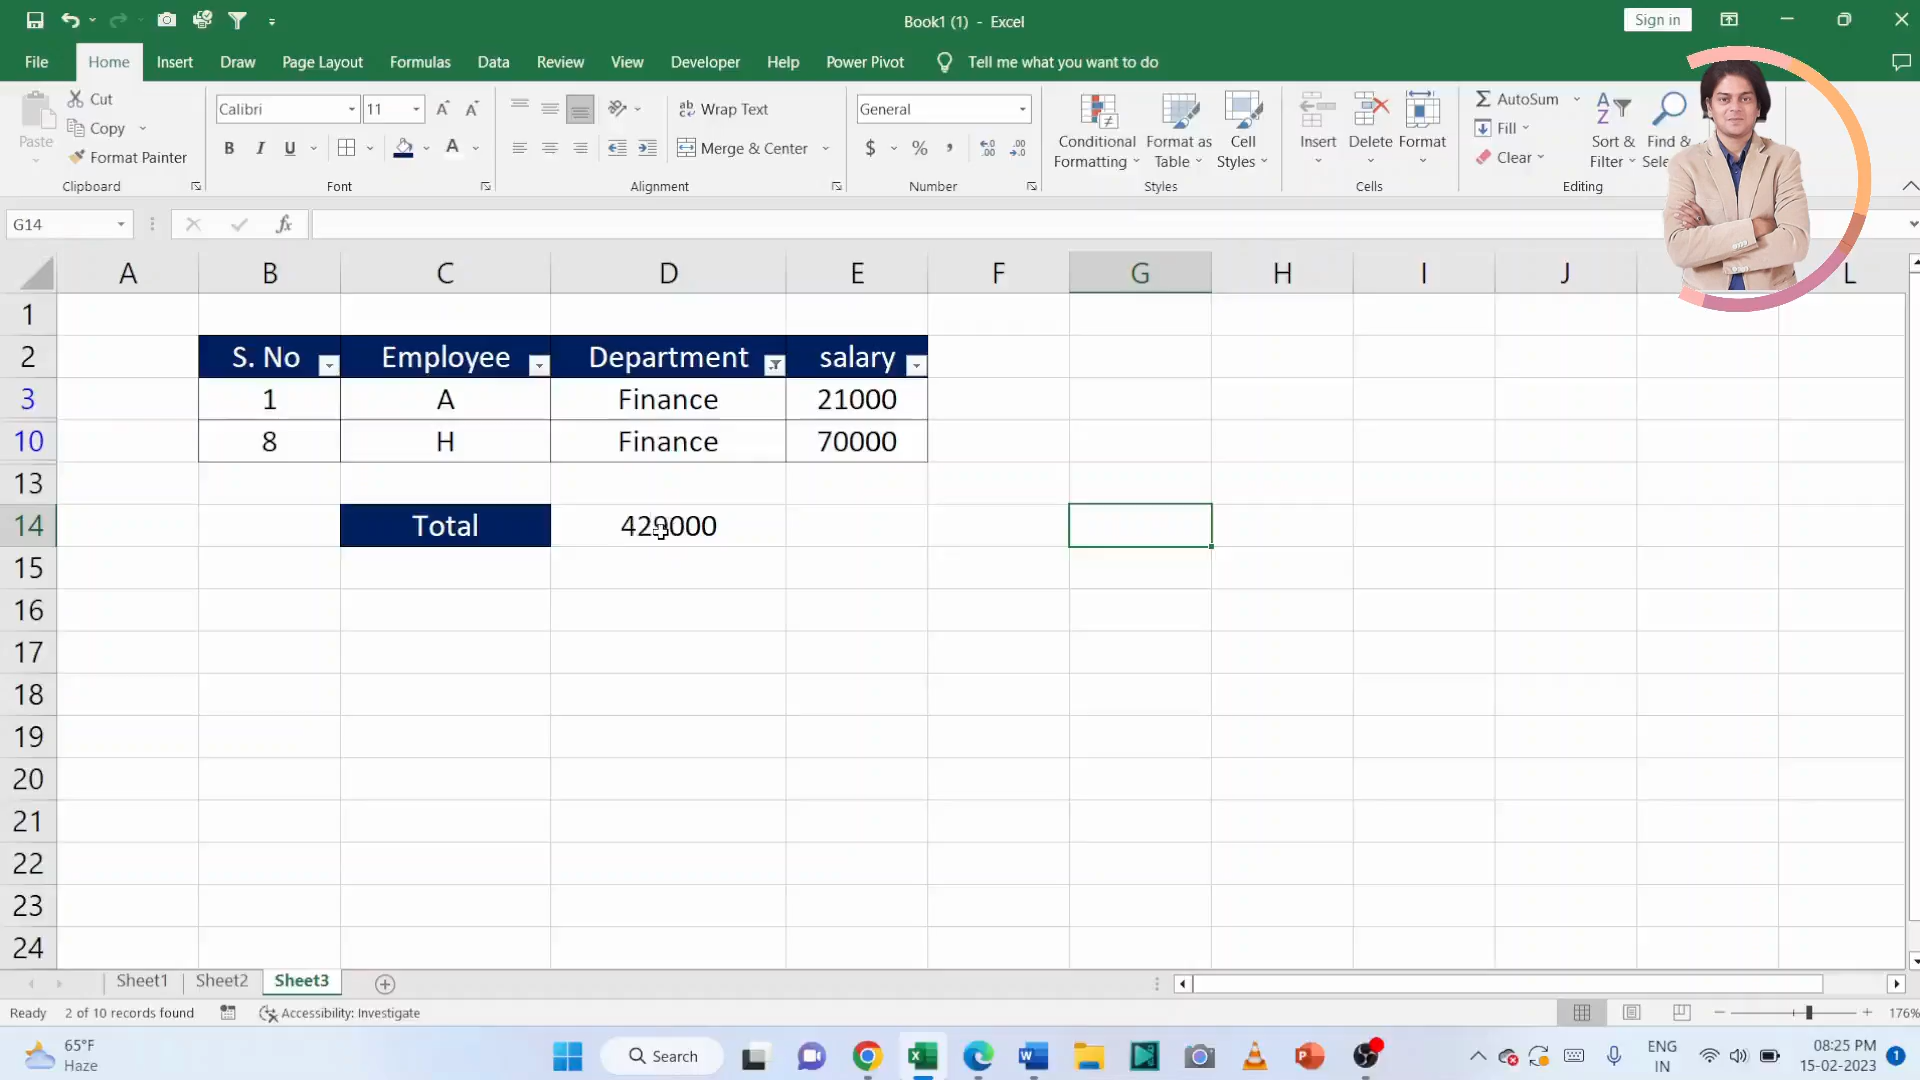 Book1 (1) - Excel
Sign in
File Home Insert Draw Page Layout Formulas Data Review View Developer Help Power Pivot Tell me what you want to do
Paste
Cut
Copy
Format Painter
Clipboard
Calibri 11
B I U
Font
Wrap Text
Merge & Center
Alignment
General
$ % ,
Number
Conditional Formatting
Format as Table
Cell Styles
Styles
Insert Delete Format
Cells
AutoSum
Fill
Clear
Sort & Filter
Find &
Editing
G14
fx
A B C D E F G H I J L
1
2 S. No Employee Department salary
3 1 A Finance 21000
10 8 H Finance 70000
13
14 Total 429000
15
16
17
18
19
20
21
22
23
24
Sheet1 Sheet2 Sheet3
Ready 2 of 10 records found Accessibility: Investigate 176%
65°F
Haze
Search
ENG
IN
08:25 PM
15-02-2023
1